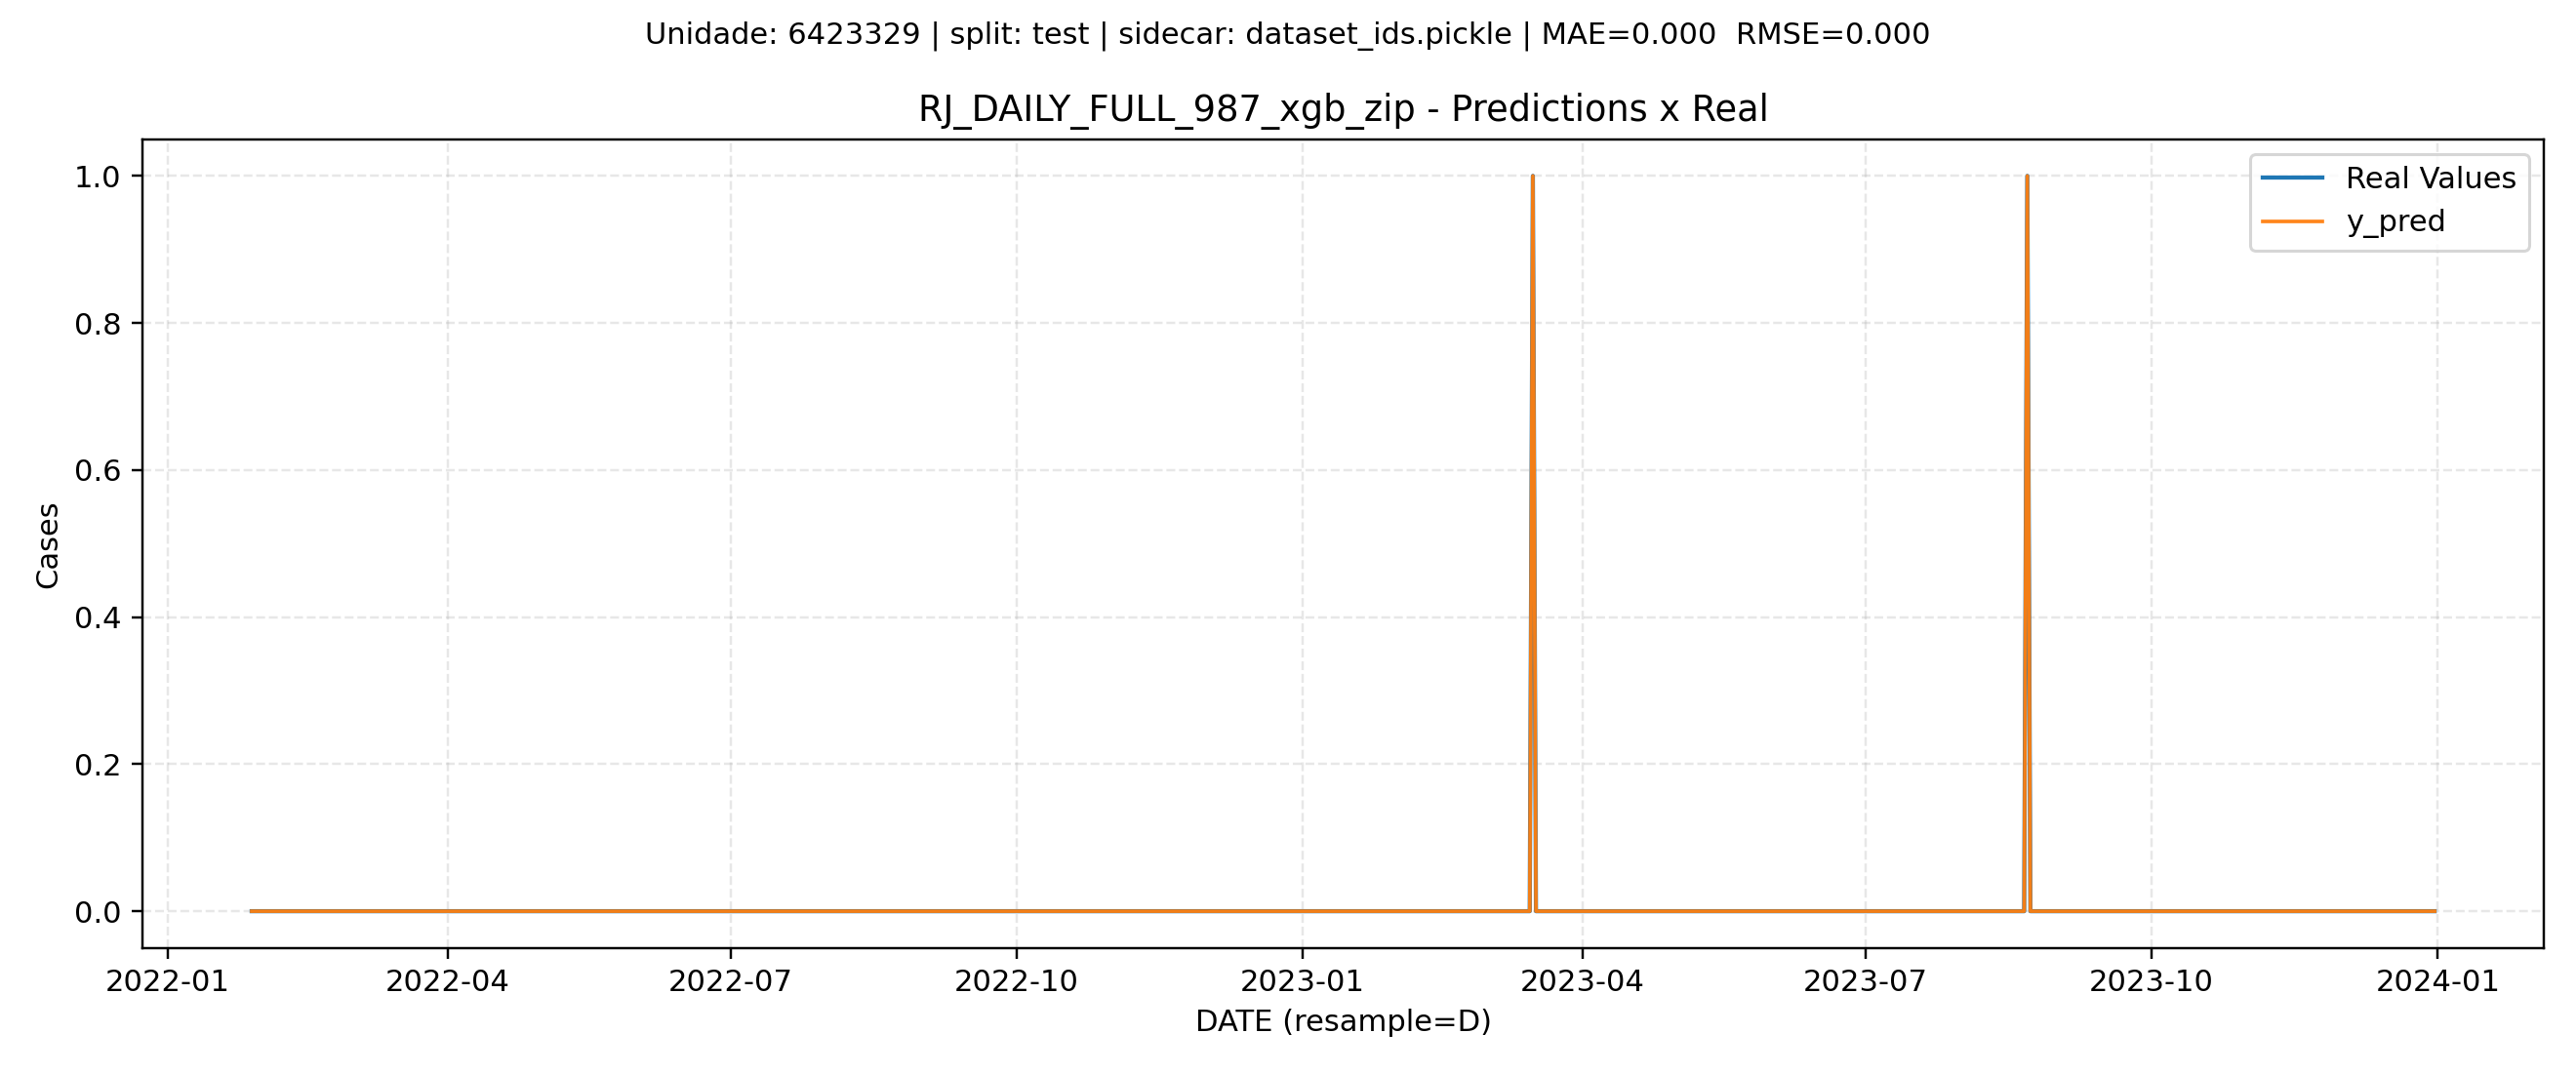 Unidade: 6423329 | split: test | sidecar: dataset_ids.pickle | MAE=0.000  RMSE=0.000
RJ_DAILY_FULL_987_xgb_zip - Predictions x Real
Real Values
y_pred
1.0
0.8
0.6
0.4
0.2
0.0
Cases
2022-01
2022-04
2022-07
2022-10
2023-01
2023-04
2023-07
2023-10
2024-01
DATE (resample=D)